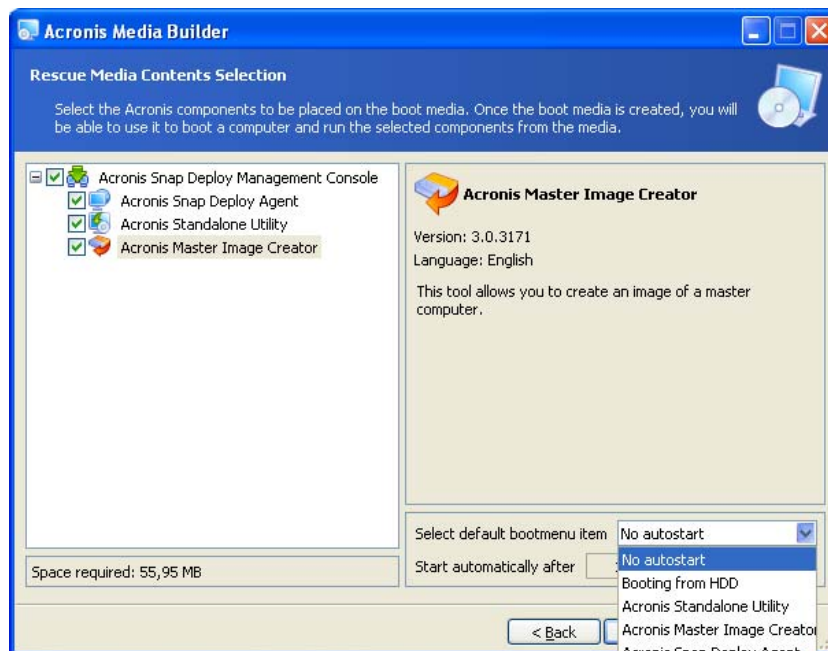 Acronis Media Builder
Rescue Media Contents Selection
Select the Acronis components to be placed on the boot media. Once the boot media is created, you will
be able to use it to boot a computer and run the selected components from the media.
Acronis Snap Deploy Management Console
Acronis Snap Deploy Agent
Acronis Standalone Utility
Acronis Master Image Creator
Space required: 55,95 MB
Acronis Master Image Creator
Version: 3.0.3171
Language: English
This tool allows you to create an image of a master
computer.
Select default bootmenu item No autostart
Start automatically after
No autostart
Booting from HDD
Acronis Standalone Utility
Acronis Master Image Creator
Acronis Snap Deploy Agent
< Back